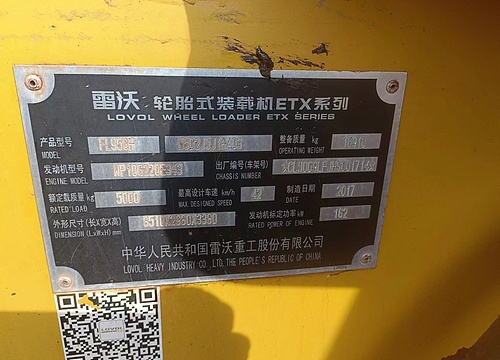 雷沃 轮胎式装载机ETX系列
LOVOL WHEEL LOADER ETX SERIES
产品型号 MODEL 整备质量 kg OPERATING WEIGHT
发动机型号 ENGINE MODEL 出厂编号(车架号) CHASSIS NUMBER
额定载质量 kg RATED LOAD 5000 最高设计车速 km/h MAX DESIGNED SPEED 42 制造日期 DATE 2017
外形尺寸(长X宽X高) DIMENSION (LxWxH) mm 发动机标定功率 kW RATED POWER OF ENGINE 162
中华人民共和国雷沃重工股份有限公司
LOVOL HEAVY INDUSTRY CO., LTD. THE PEOPLE'S REPUBLIC OF CHINA
LOVOL